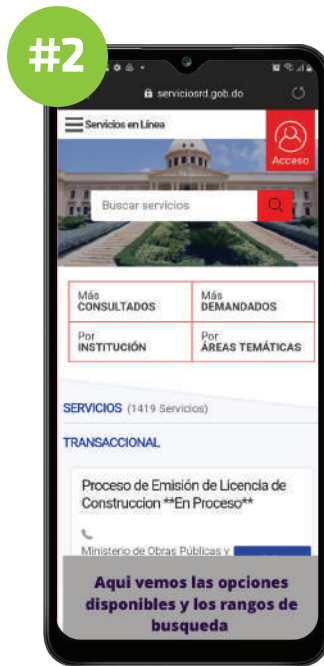 #2
serviciosrd.gob.do
Servicios en Línea
Acceso
Buscar servicios
Más
CONSULTADOS
Más
DEMANDADOS
Por
INSTITUCIÓN
Por
ÁREAS TEMÁTICAS
SERVICIOS (1419 Servicios)
TRANSACCIONAL
Proceso de Emisión de Licencia de
Construccion **En Proceso**
Ministerio de Obras Públicas y
Aqui vemos las opciones
disponibles y los rangos de
busqueda